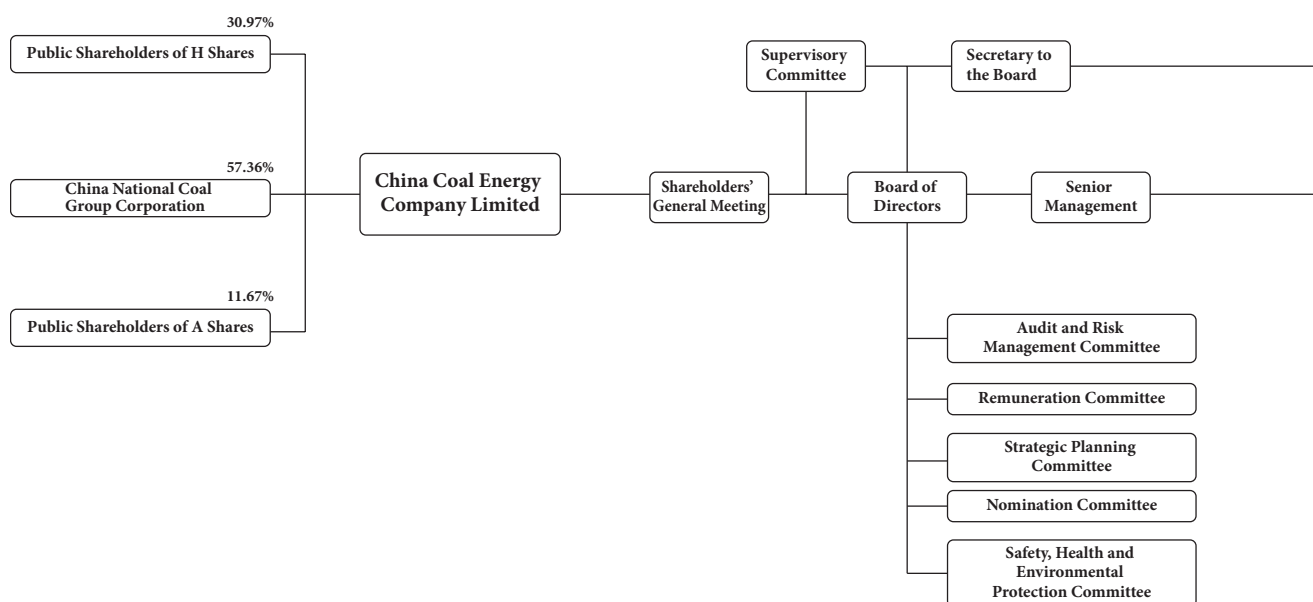 30.97%
Public Shareholders of H Shares
57.36%
China National Coal
Group Corporation
11.67%
Public Shareholders of A Shares
China Coal Energy
Company Limited
Shareholders’
General Meeting
Supervisory
Committee
Board of
Directors
Secretary to
the Board
Senior
Management
Audit and Risk
Management Committee
Remuneration Committee
Strategic Planning
Committee
Nomination Committee
Safety, Health and
Environmental
Protection Committee